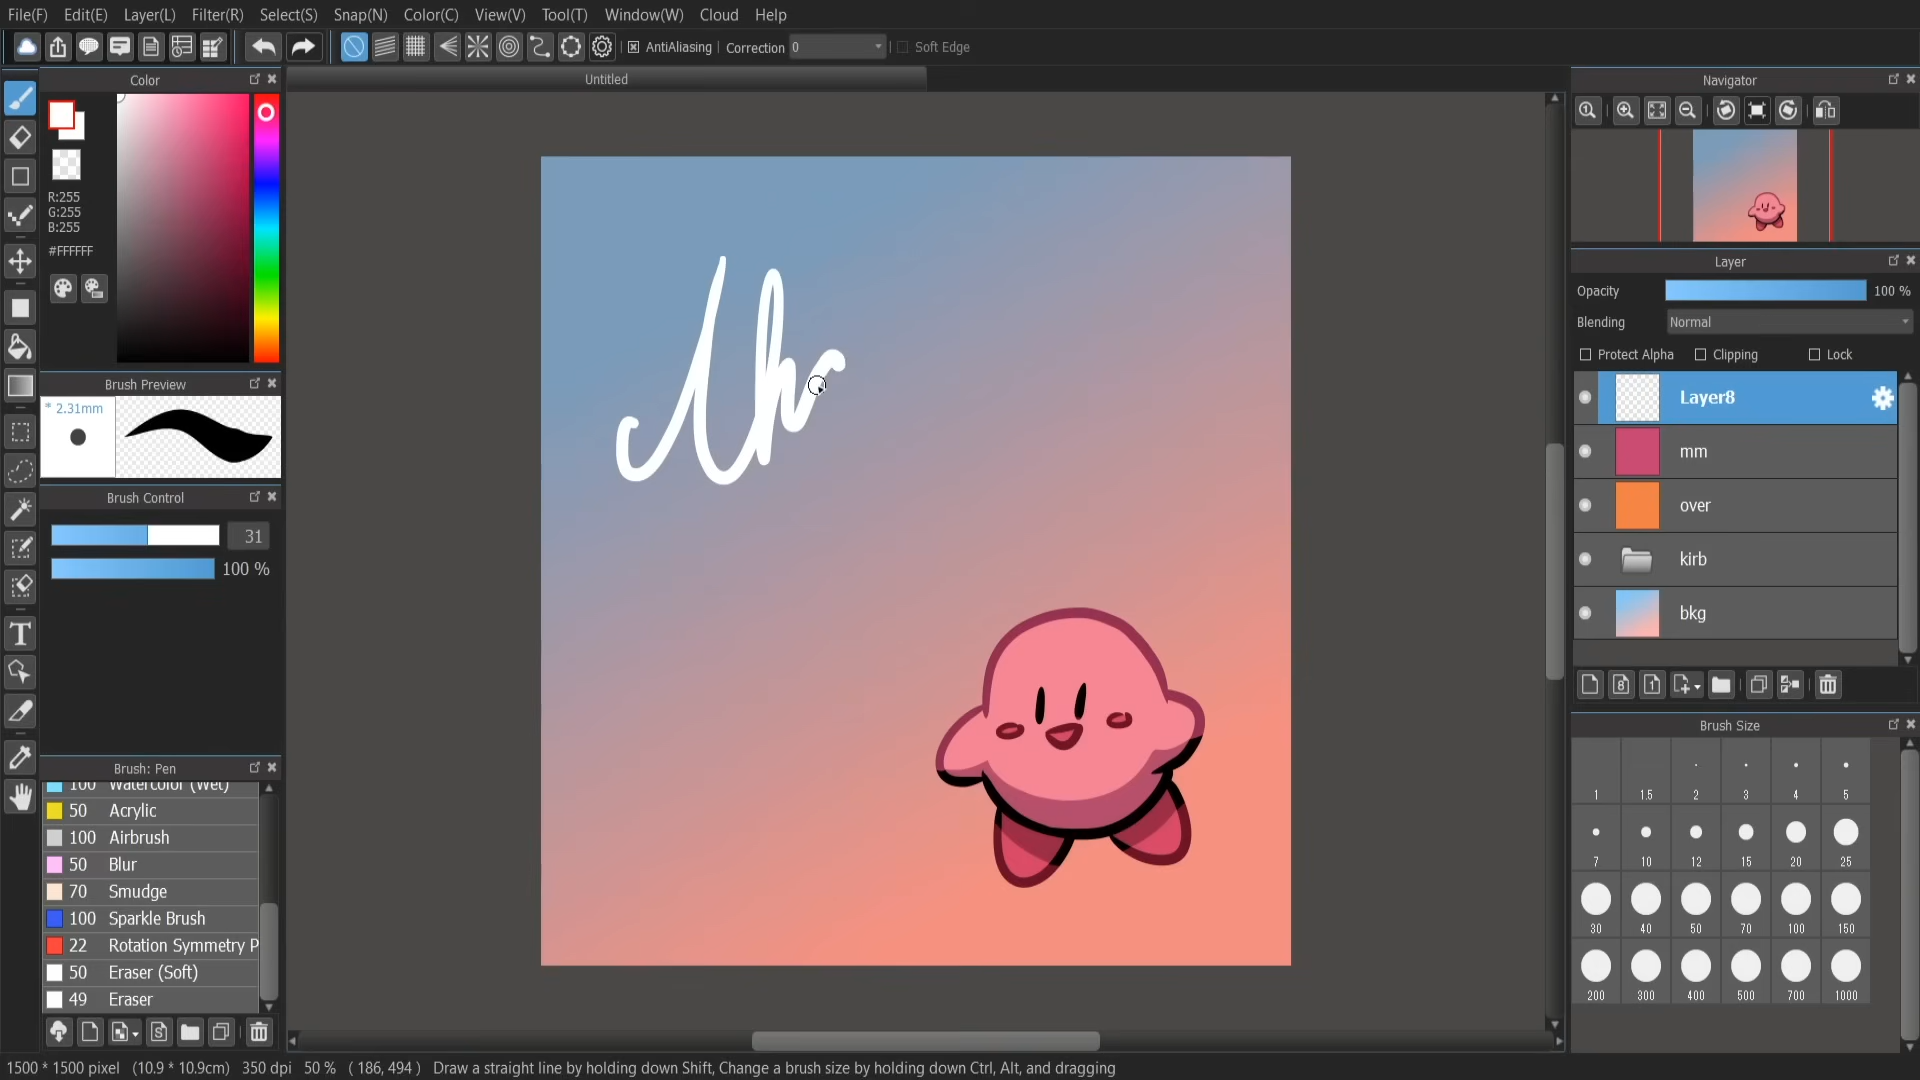 File(F) Edit(E) Layer(L) Filter(R) Select(S) Snap(N) Color(C) View(V) Tool(T) Window(W) Cloud Help
AntiAliasing Correction 0 Soft Edge
Color
R:255
G:255
B:255
#FFFFFF
Brush Preview
* 2.31mm
Brush Control
31
100 %
Brush: Pen
100 Watercolor (Wet)
50 Acrylic
100 Airbrush
50 Blur
70 Smudge
100 Sparkle Brush
22 Rotation Symmetry P
50 Eraser (Soft)
49 Eraser
Untitled
Navigator
Layer
Opacity 100 %
Blending Normal
Protect Alpha Clipping Lock
Layer8
mm
over
kirb
bkg
Brush Size
1 1.5 2 3 4 5
7 10 12 15 20 25
30 40 50 70 100 150
200 300 400 500 700 1000
1500 * 1500 pixel (10.9 * 10.9cm) 350 dpi 50 % ( 186, 494 ) Draw a straight line by holding down Shift, Change a brush size by holding down Ctrl, Alt, and dragging